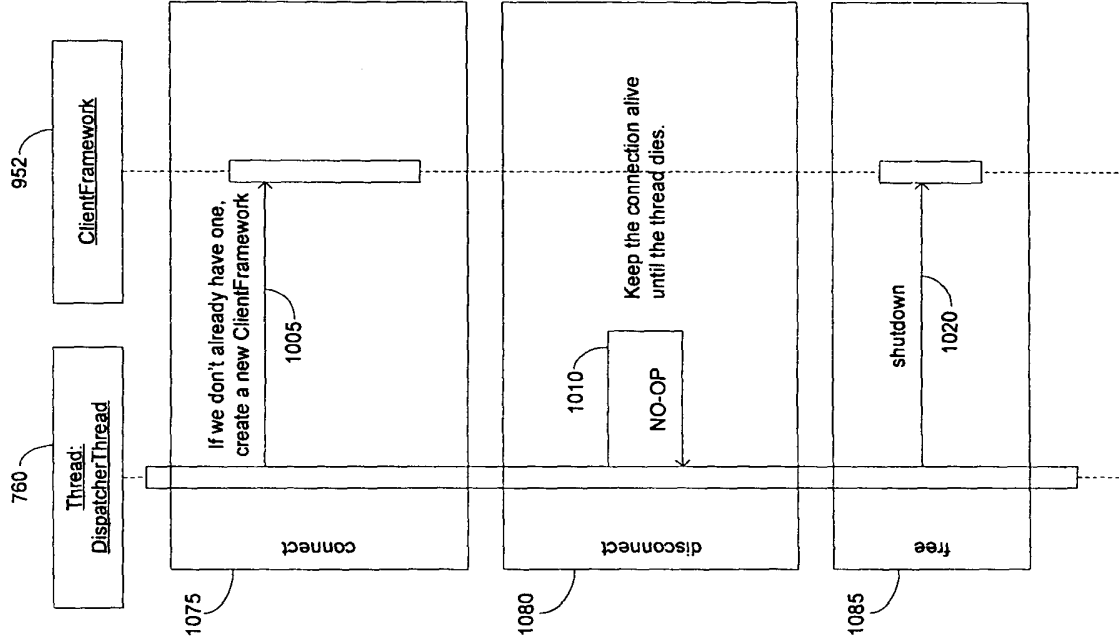 760
Thread:
DispatcherThread
952
ClientFramework
1075
connect
If we don't already have one,
create a new ClientFramework
1005
1080
disconnect
1010
NO-OP
Keep the connection alive
until the thread dies.
1085
free
shutdown
1020